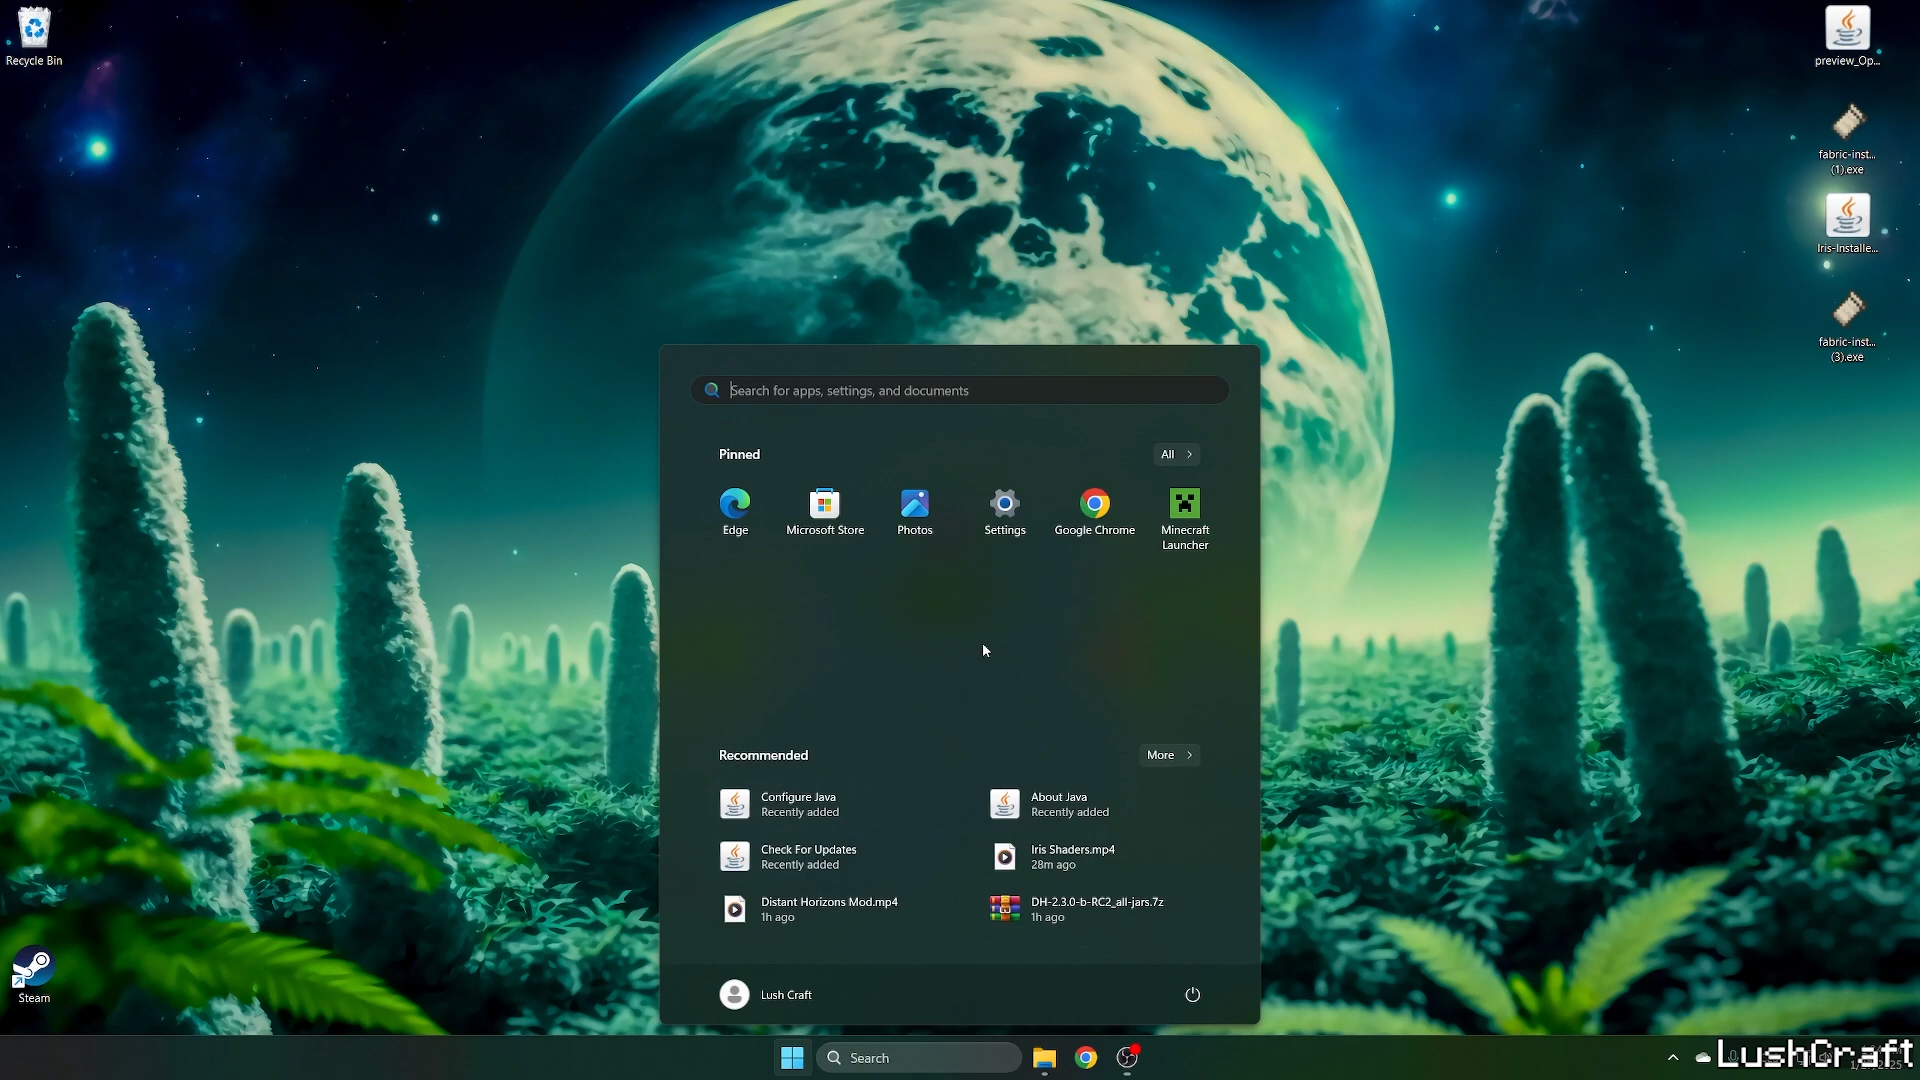 Recycle Bin
preview_Op...
fabric-inst...
(1).exe
Iris-Installe...
fabric-inst...
(3).exe
Search for apps, settings, and documents
Pinned
All
Edge
Microsoft Store
Photos
Settings
Google Chrome
Minecraft
Launcher
Recommended
More
Configure Java
Recently added
About Java
Recently added
Check For Updates
Recently added
Iris Shaders.mp4
28m ago
Distant Horizons Mod.mp4
1h ago
DH-2.3.0-b-RC2_all-jars.7z
1h ago
Steam
Lush Craft
Search
LushCraft